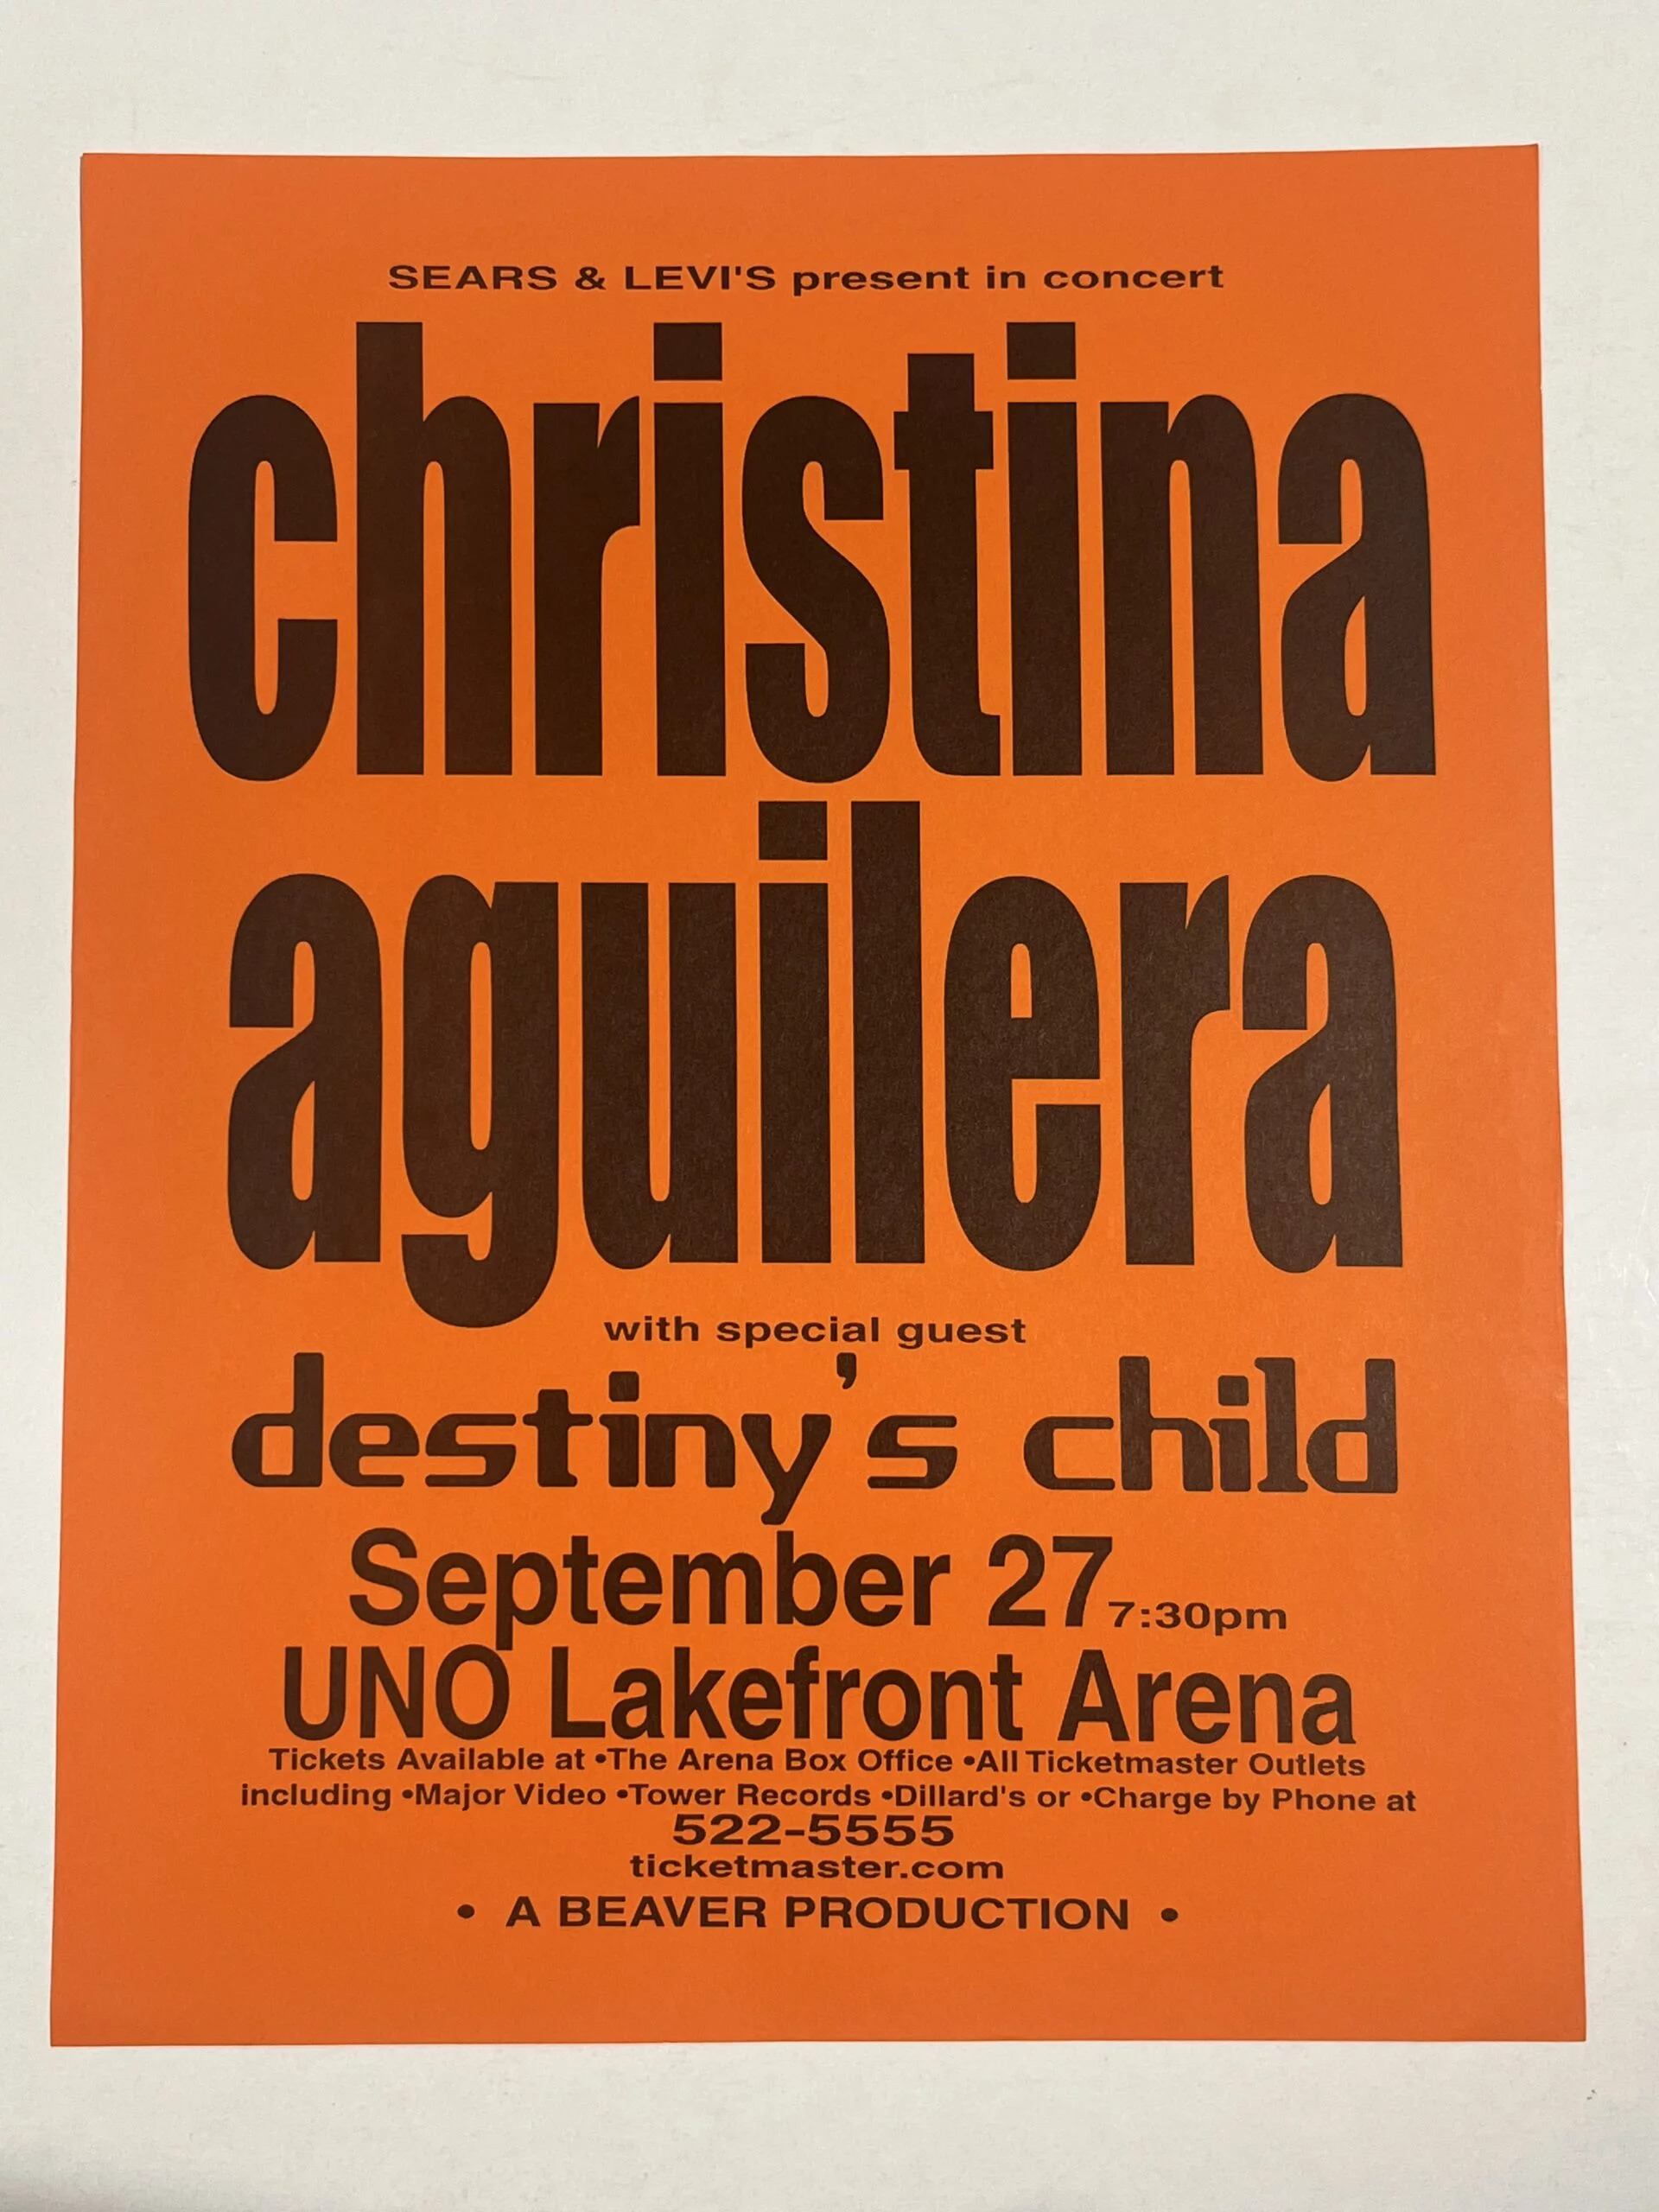 SEARS & LEVI'S present in concert
christina
aguilera
with special guest
destiny's child
September 27 7:30pm
UNO Lakefront Arena
Tickets Available at •The Arena Box Office •All Ticketmaster Outlets
including •Major Video •Tower Records •Dillard's or •Charge by Phone at
522-5555
ticketmaster.com
• A BEAVER PRODUCTION •